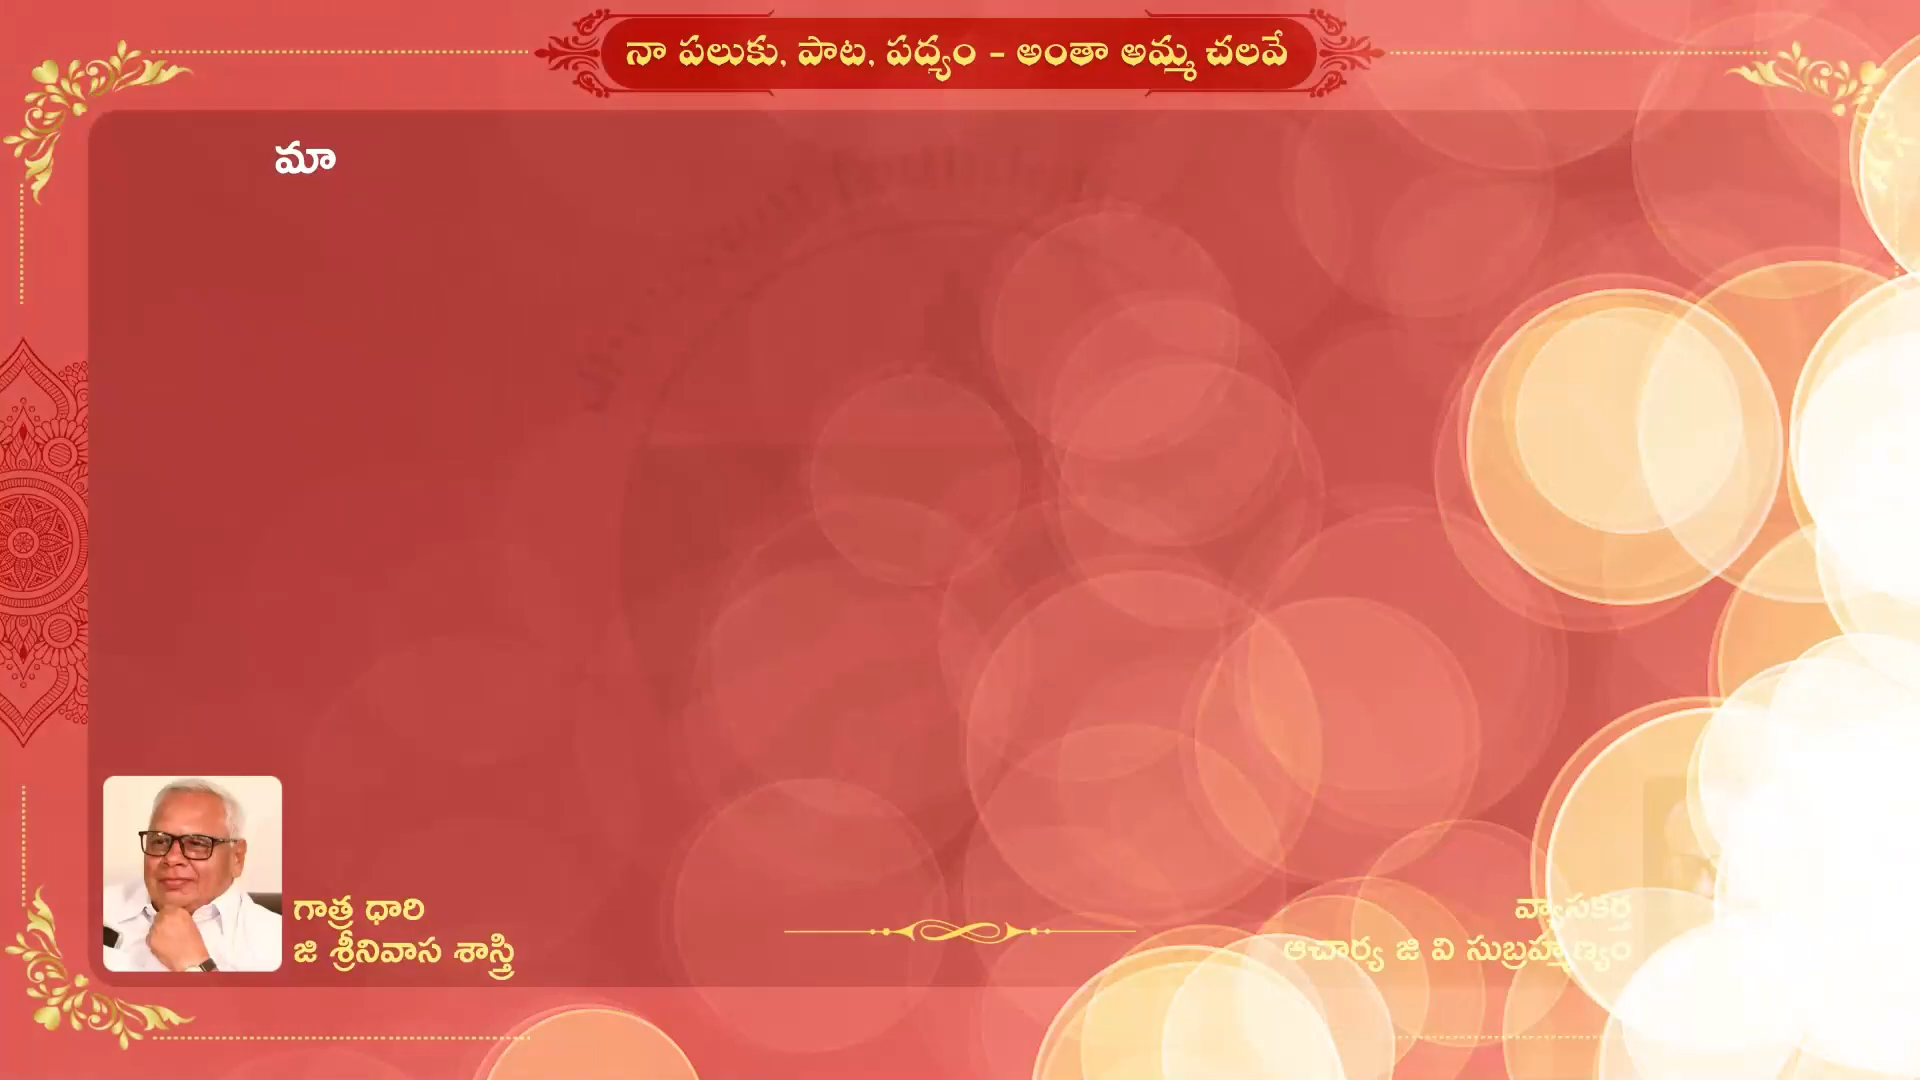 నా పలుకు, పాట, పద్యం - అంతా అమ్మ చలవే
మా
గాత్ర ధారి
జి శ్రీనివాస శాస్త్రి
వ్యాసకర్త
ఆచార్య జి వి సుబ్రహ్మణ్యం